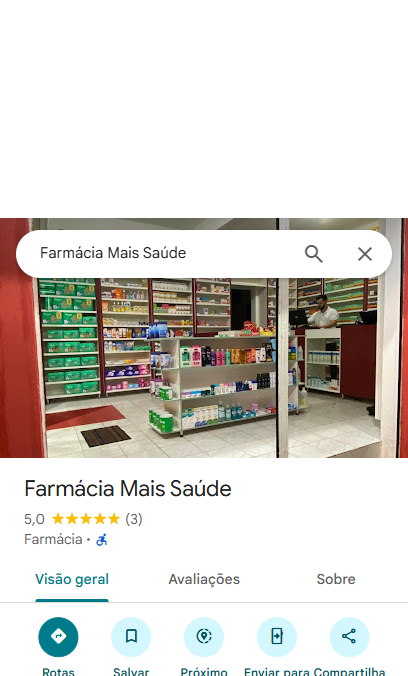 Farmácia Mais Saúde
Farmácia Mais Saúde
5,0 (3)
Farmácia ·
Visão geral Avaliações Sobre
Rotas Salvar Próximo Enviar para Compartilha